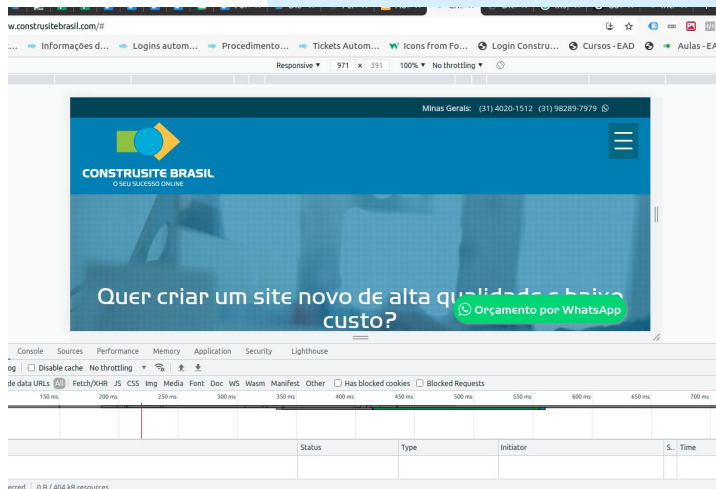 w.construsitebrasil.com/#
Informações d... Logins autom... Procedimento... Tickets Autom... Icons from Fo... Login Constru... Cursos - EAD Aulas - EA
Responsive ▼ 971 x 391 100% ▼ No throttling ▼
Minas Gerais: (31) 4020-1512 (31) 98289-7979
CONSTRUSITE BRASIL
O SEU SUCESSO ONLINE
Quer criar um site novo de alta qualidade e baixo
custo?
Orçamento por WhatsApp
Console Sources Performance Memory Application Security Lighthouse
og Disable cache No throttling ▼
de data URLs All Fetch/XHR JS CSS Img Media Font Doc WS Wasm Manifest Other Has blocked cookies Blocked Requests
150 ms 200 ms 250 ms 300 ms 350 ms 400 ms 450 ms 500 ms 550 ms 600 ms 650 ms 700 ms
Status Type Initiator S.. Time
erred 0 B / 404 kB resources